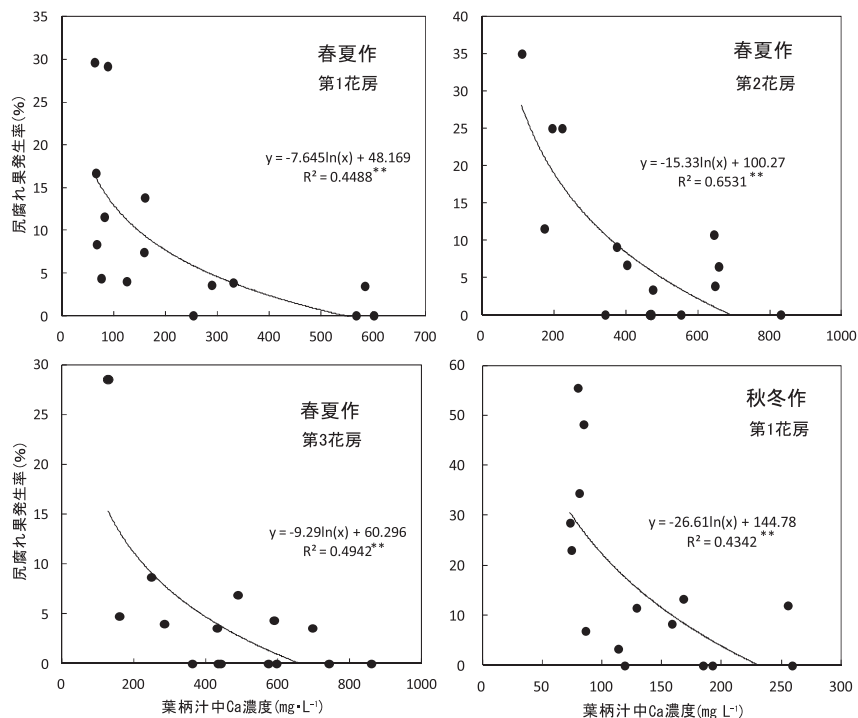 尻腐れ果発生率(%)
35
30
25
20
15
10
5
0
0 100 200 300 400 500 600 700
春夏作
第1花房
y = -7.645ln(x) + 48.169
R² = 0.4488**
40
35
30
25
20
15
10
5
0
0 200 400 600 800 1000
春夏作
第2花房
y = -15.33ln(x) + 100.27
R² = 0.6531**
尻腐れ果発生率(%)
30
25
20
15
10
5
0
0 200 400 600 800 1000
春夏作
第3花房
y = -9.29ln(x) + 60.296
R² = 0.4942**
葉柄汁中Ca濃度(mg・L⁻¹)
60
50
40
30
20
10
0
0 50 100 150 200 250 300
秋冬作
第1花房
y = -26.61ln(x) + 144.78
R² = 0.4342**
葉柄汁中Ca濃度(mg L⁻¹)